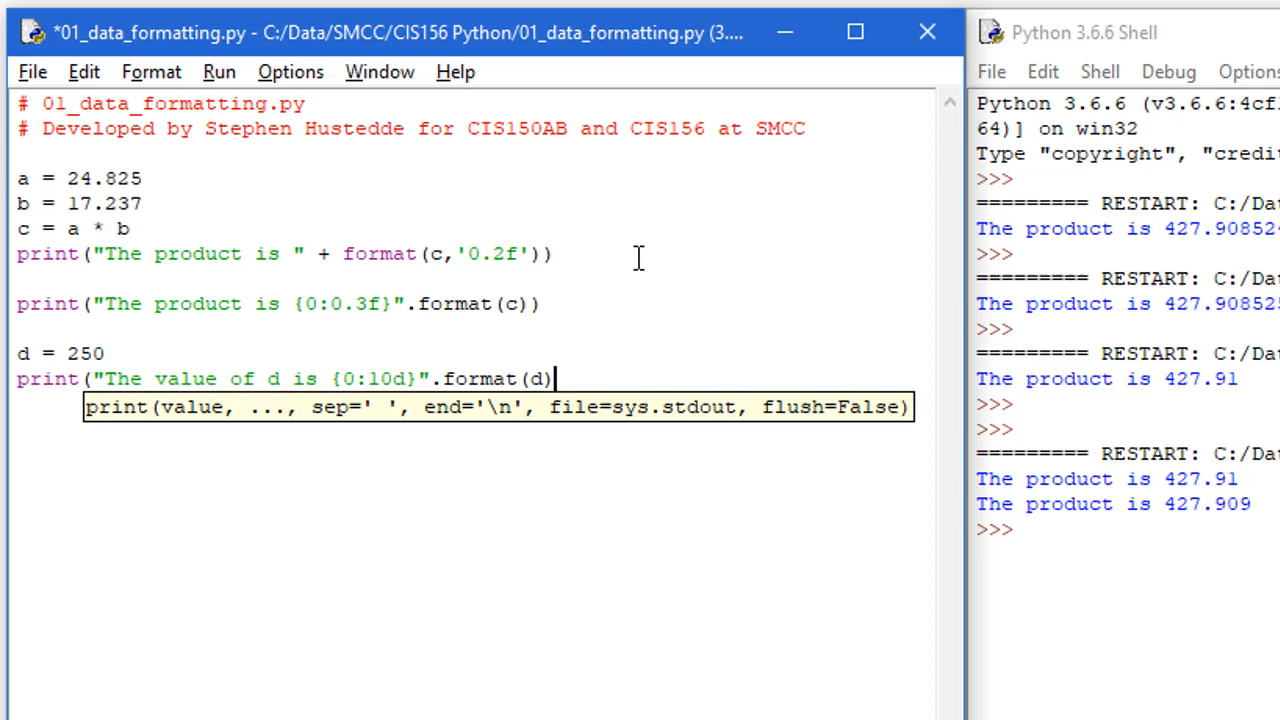 *01_data_formatting.py - C:/Data/SMCC/CIS156 Python/01_data_formatting.py (3....
File Edit Format Run Options Window Help
# 01_data_formatting.py
# Developed by Stephen Hustedde for CIS150AB and CIS156 at SMCC
a = 24.825
b = 17.237
c = a * b
print("The product is " + format(c,'0.2f'))
print("The product is {0:0.3f}".format(c))
d = 250
print("The value of d is {0:10d}".format(d)
print(value, ..., sep=' ', end='\n', file=sys.stdout, flush=False)
Python 3.6.6 Shell
File Edit Shell Debug Options
Python 3.6.6 (v3.6.6:4cf1
64)] on win32
Type "copyright", "credit
>>>
========= RESTART: C:/Dat
The product is 427.908524
>>>
========= RESTART: C:/Dat
The product is 427.908525
>>>
========= RESTART: C:/Dat
The product is 427.91
>>>
>>>
========= RESTART: C:/Dat
The product is 427.91
The product is 427.909
>>>